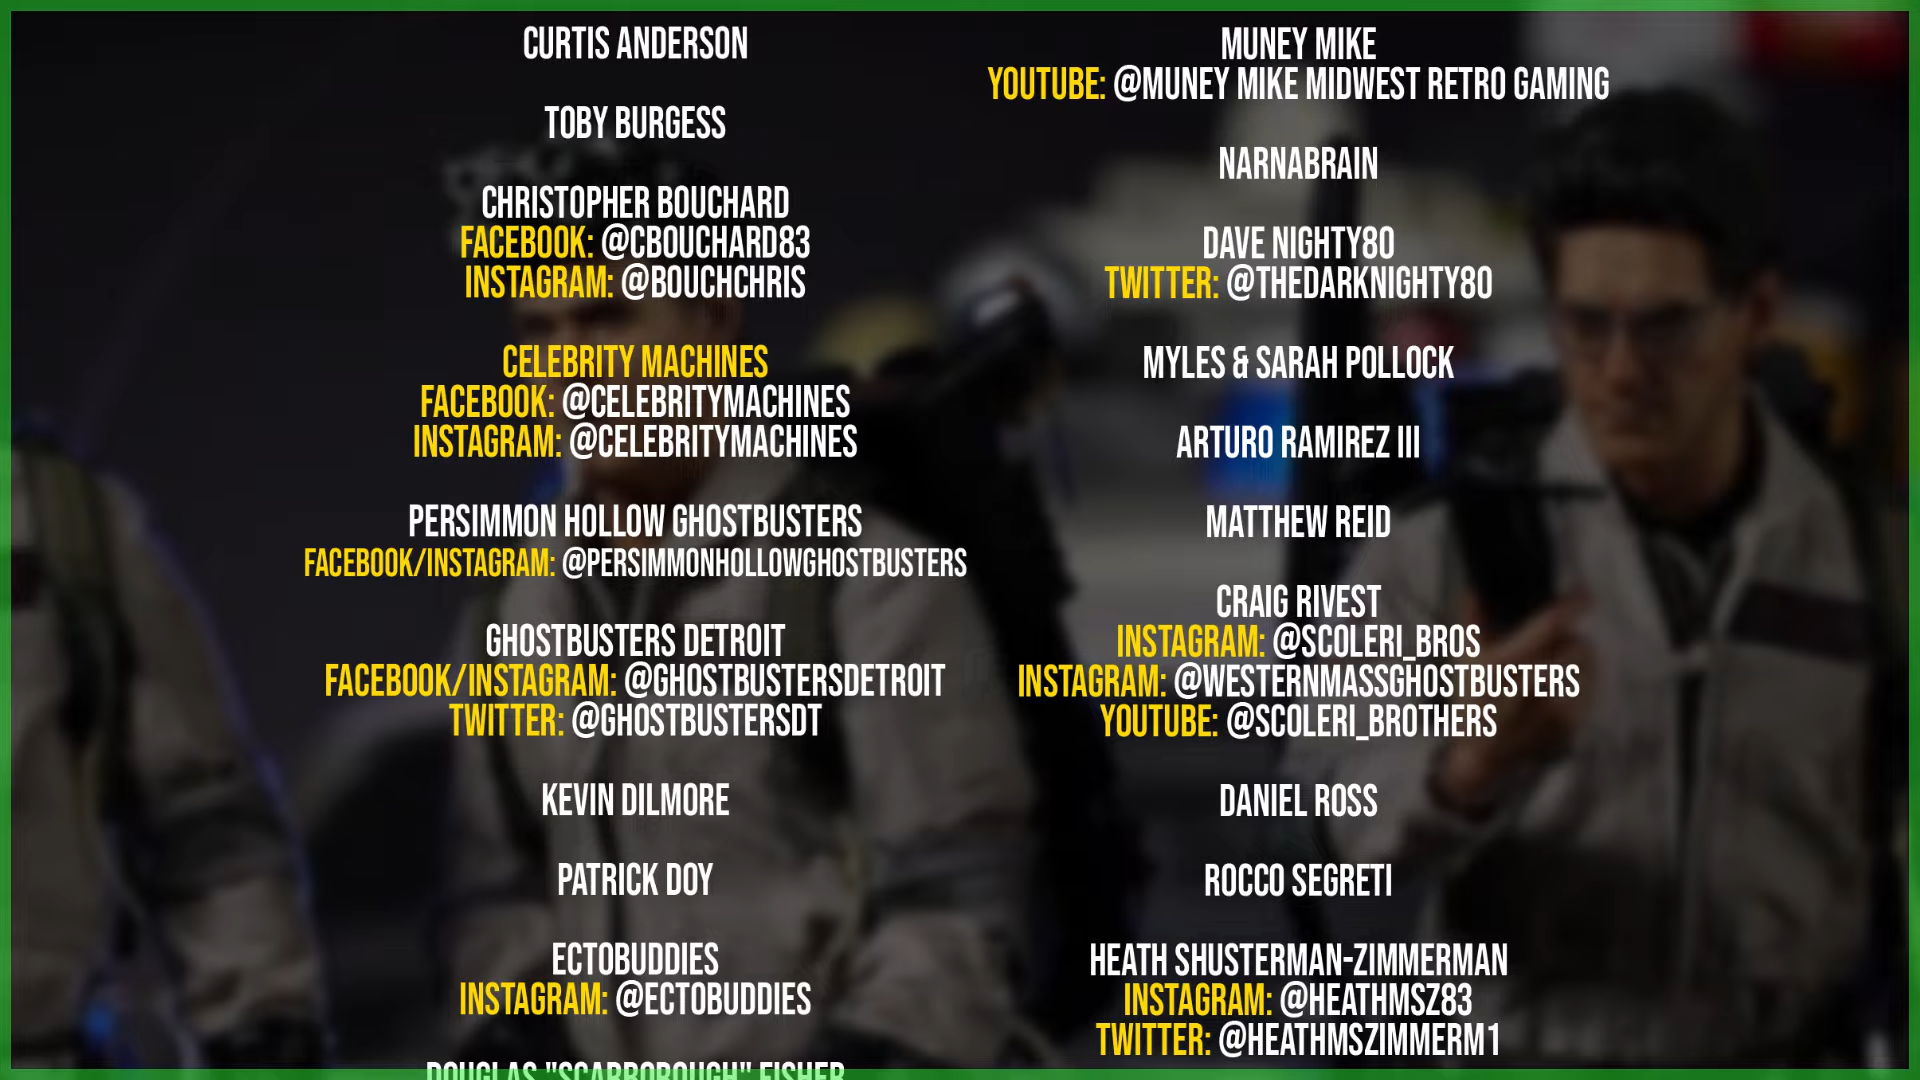 CURTIS ANDERSON
TOBY BURGESS
CHRISTOPHER BOUCHARD
FACEBOOK: @CBOUCHARD83
INSTAGRAM: @BOUCHCHRIS
CELEBRITY MACHINES
FACEBOOK: @CELEBRITYMACHINES
INSTAGRAM: @CELEBRITYMACHINES
PERSIMMON HOLLOW GHOSTBUSTERS
FACEBOOK/INSTAGRAM: @PERSIMMONHOLLOWGHOSTBUSTERS
GHOSTBUSTERS DETROIT
FACEBOOK/INSTAGRAM: @GHOSTBUSTERSDETROIT
TWITTER: @GHOSTBUSTERSDT
KEVIN DILMORE
PATRICK DOY
ECTOBUDDIES
INSTAGRAM: @ECTOBUDDIES
DOUGLAS "SCARBOROUGH" FISHER
MUNEY MIKE
YOUTUBE: @MUNEY MIKE MIDWEST RETRO GAMING
NARNABRAIN
DAVE NIGHTY80
TWITTER: @THEDARKNIGHTY80
MYLES & SARAH POLLOCK
ARTURO RAMIREZ III
MATTHEW REID
CRAIG RIVEST
INSTAGRAM: @SCOLERI_BROS
INSTAGRAM: @WESTERNMASSGHOSTBUSTERS
YOUTUBE: @SCOLERI_BROTHERS
DANIEL ROSS
ROCCO SEGRETI
HEATH SHUSTERMAN-ZIMMERMAN
INSTAGRAM: @HEATHMSZ83
TWITTER: @HEATHMSZIMMERM1